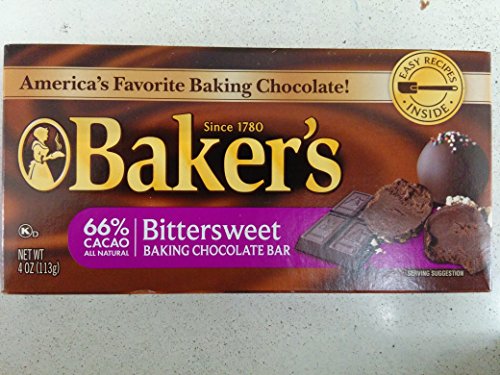 America's Favorite Baking Chocolate!
EASY RECIPES
INSIDE
Since 1780
Baker's
66%
CACAO
ALL NATURAL
Bittersweet
BAKING CHOCOLATE BAR
K D
NET WT
4 OZ (113g)
SERVING SUGGESTION